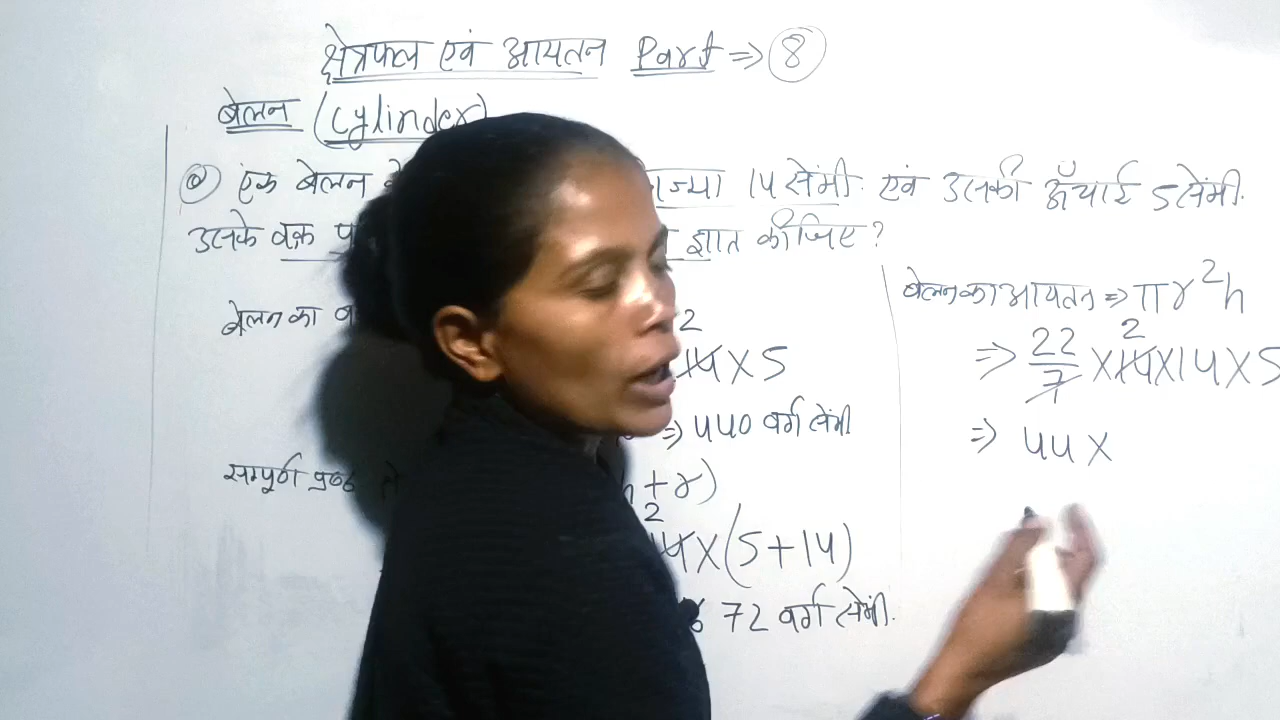 क्षेत्रफल एवं आयतन Part ⇒ 8
बेलन (Cylinder)
Q एक बेलन ज्या 14 सेंमी. एवं उसकी ऊँचाई 5 सेंमी.
उसके वक्र पृ ज्ञात कीजिए?
बेलन का व
2
14 × 5
⇒ 440 वर्ग सेंमी
सम्पूर्ण पृष्ठ + r)
2
14 × (5 + 14)
72 वर्ग सेंमी.
बेलन का आयतन ⇒ πr²h
⇒ 22/7 × 14 × 14 × 5
2
⇒ 44 ×